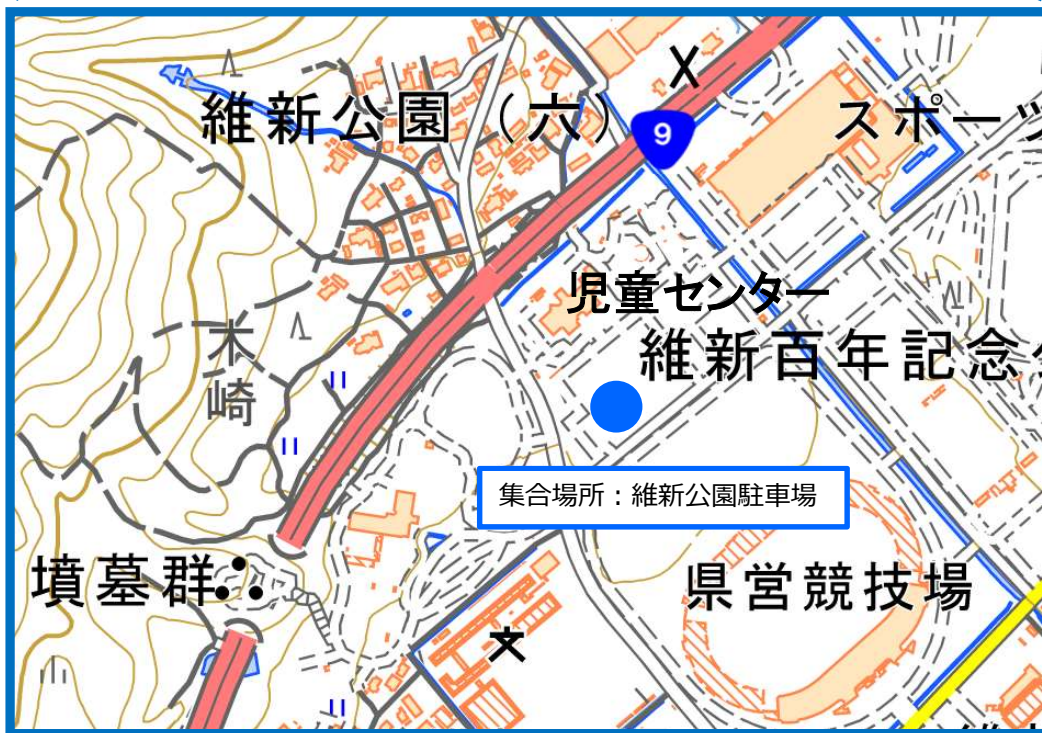 維新公園（六）
9
スポーツ
児童センター
維新百年記念
木崎
集合場所：維新公園駐車場
墳墓群
県営競技場